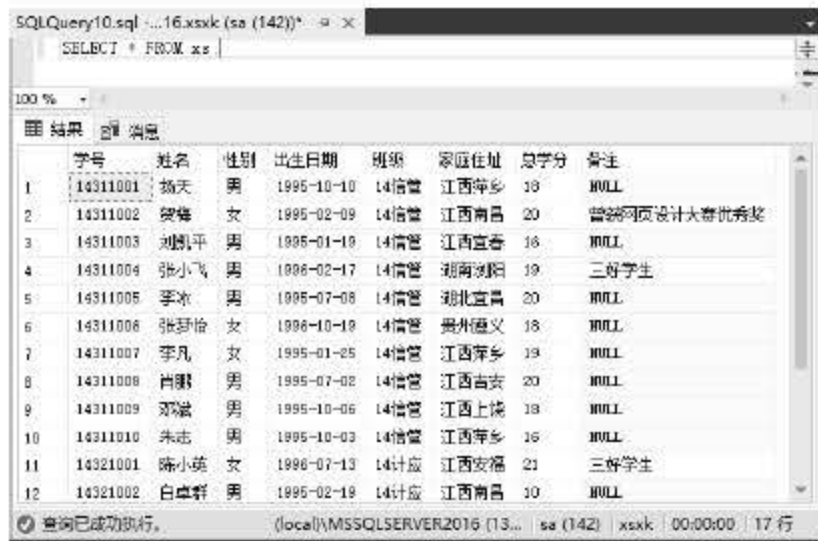 SQLQuery10.sql -...16.xsxk (sa (142))*
SELECT * FROM xs
100 %
结果 消息
学号 姓名 性别 出生日期 班级 家庭住址 总学分 备注
1 14311001 杨天 男 1995-10-10 14信管 江西萍乡 18 NULL
2 14311002 贺梅 女 1995-02-09 14信管 江西南昌 20 曾获网页设计大赛优秀奖
3 14311003 刘凯平 男 1995-01-19 14信管 江西宜春 16 NULL
4 14311004 张小飞 男 1996-02-17 14信管 湖南浏阳 19 三好学生
5 14311005 李冰 男 1995-07-08 14信管 湖北宜昌 20 NULL
6 14311006 张梦怡 女 1996-10-19 14信管 贵州遵义 18 NULL
7 14311007 李凡 女 1995-01-25 14信管 江西萍乡 19 NULL
8 14311008 肖鹏 男 1995-07-02 14信管 江西吉安 20 NULL
9 14311009 男 1995-10-06 14信管 江西上饶 18 NULL
10 14311010 朱志 男 1995-10-03 14信管 江西萍乡 16 NULL
11 14321001 陈小英 女 1996-07-13 14计应 江西安福 21 三好学生
12 14321002 白卓群 男 1995-02-19 14计应 江西南昌 10 NULL
查询已成功执行。 (local)\MSSQLSERVER2016 (13... sa (142) xsxk 00:00:00 17 行